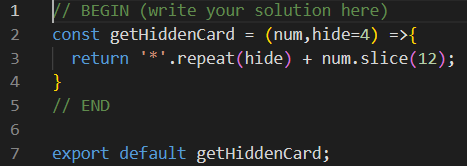 1 // BEGIN (write your solution here)
2 const getHiddenCard = (num,hide=4) =>{
3   return '*'.repeat(hide) + num.slice(12);
4 }
5 // END
6
7 export default getHiddenCard;